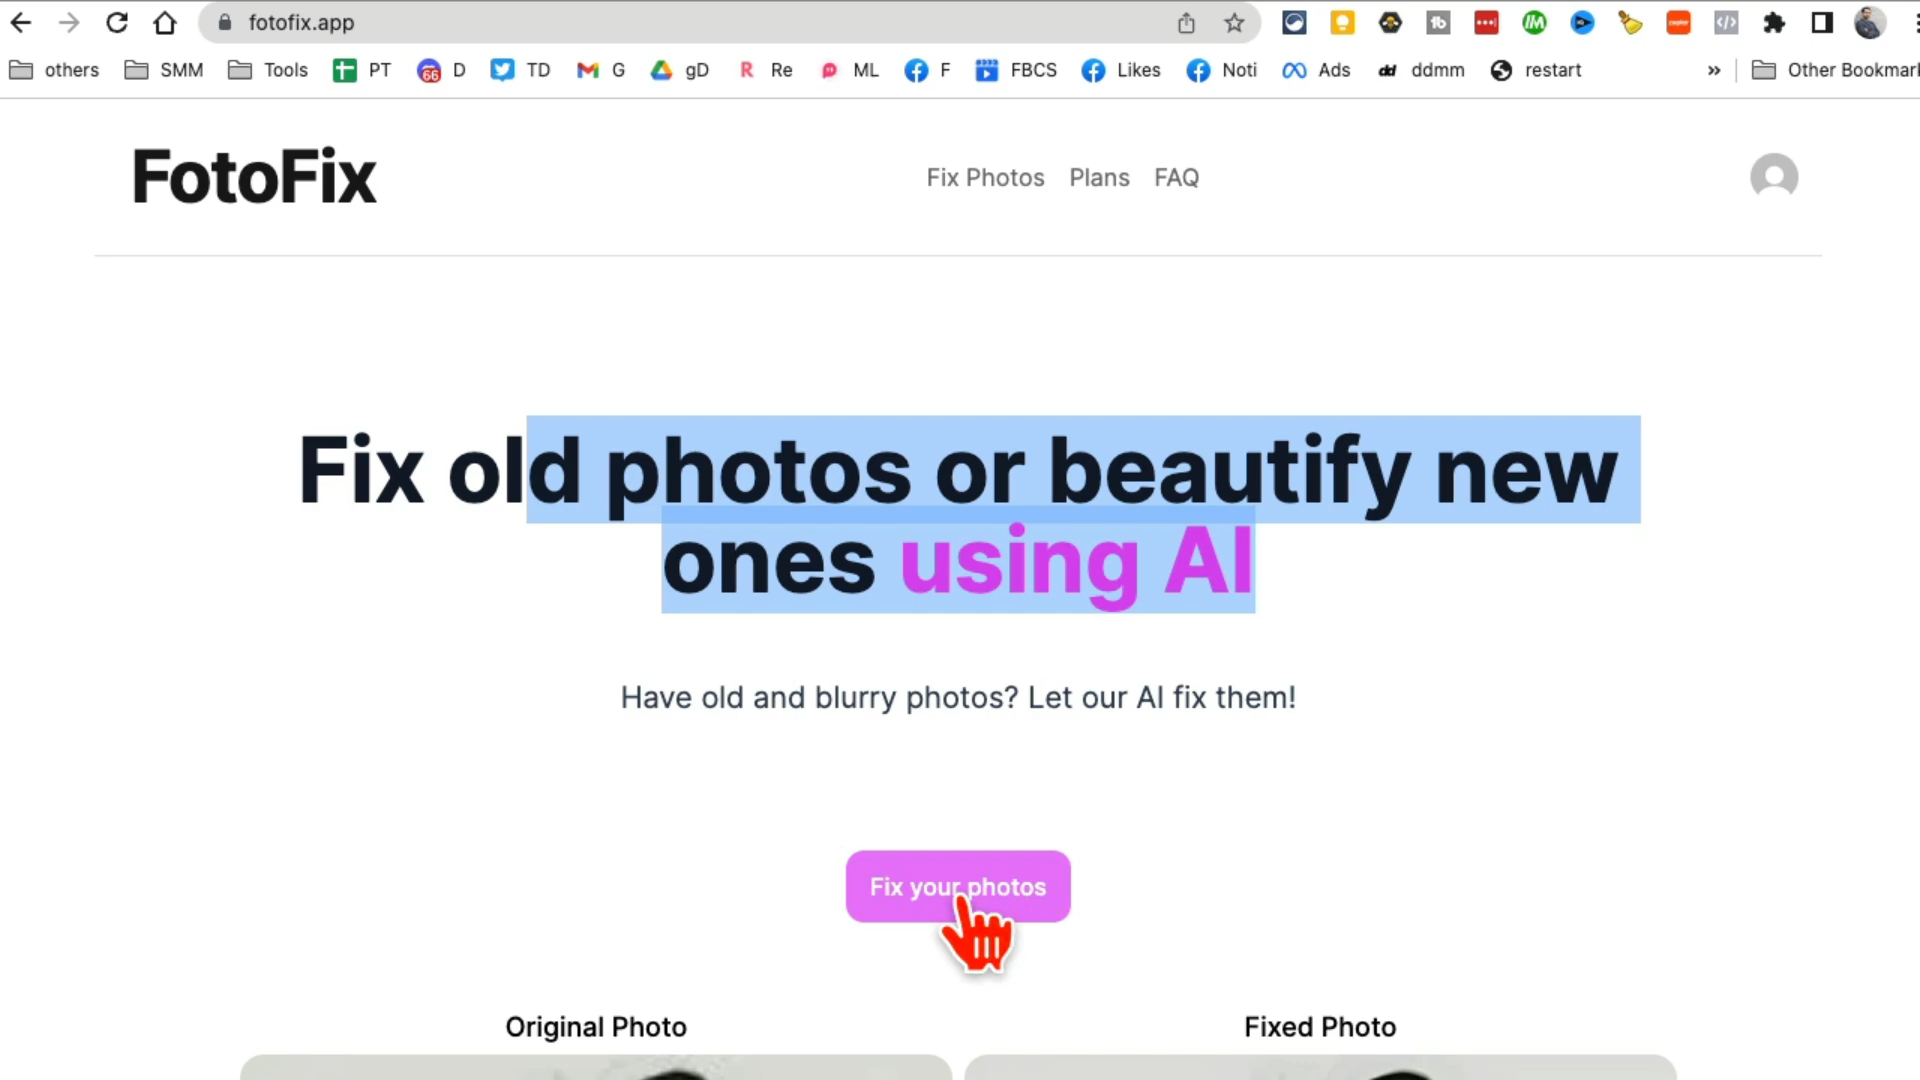 fotofix.app
others SMM Tools PT D TD G gD Re ML F FBCS Likes Noti Ads ddmm restart » Other Bookmark
FotoFix
Fix Photos Plans FAQ
Fix old photos or beautify new
ones using AI
Have old and blurry photos? Let our AI fix them!
Fix your photos
Original Photo Fixed Photo